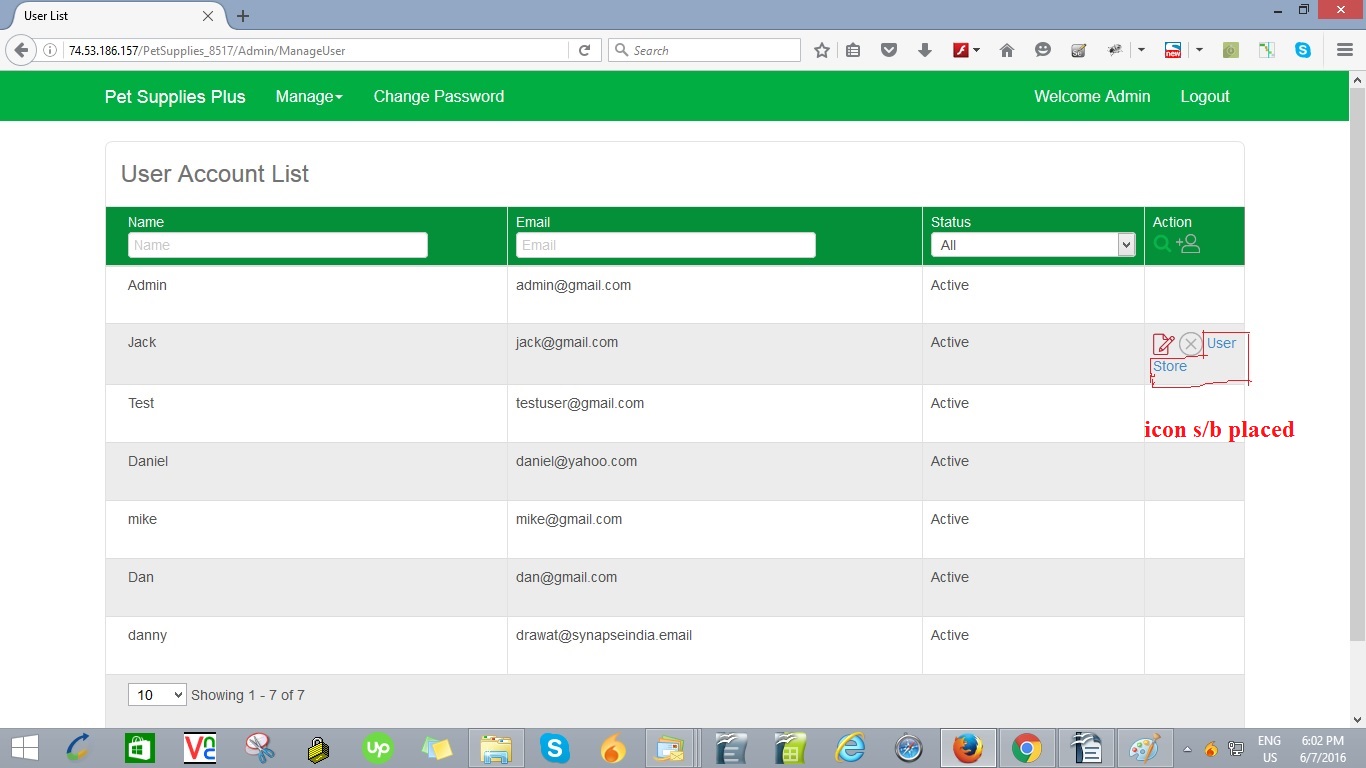 User List
74.53.186.157/PetSupplies_8517/Admin/ManageUser
Search
new
Pet Supplies Plus Manage Change Password Welcome Admin Logout
User Account List
Name Email Status Action
Name Email All
Admin admin@gmail.com Active
Jack jack@gmail.com Active User
Store
Test testuser@gmail.com Active
icon s/b placed
Daniel daniel@yahoo.com Active
mike mike@gmail.com Active
Dan dan@gmail.com Active
danny drawat@synapseindia.email Active
10 Showing 1 - 7 of 7
ENG 6:02 PM
US 6/7/2016